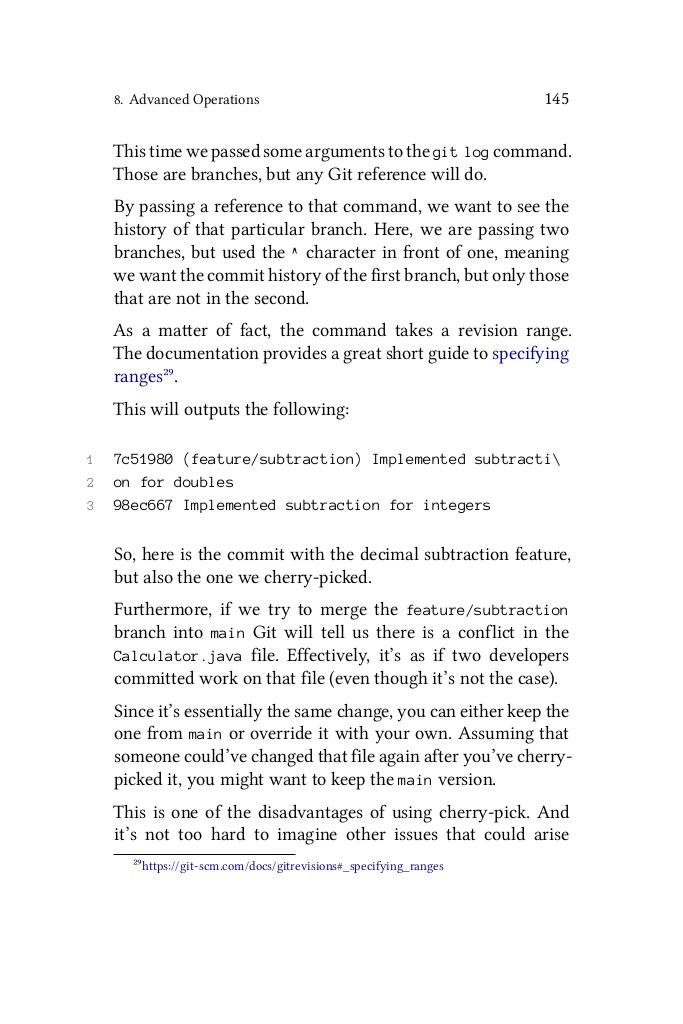 8. Advanced Operations 145
This time we passed some arguments to the git log command.
Those are branches, but any Git reference will do.
By passing a reference to that command, we want to see the
history of that particular branch. Here, we are passing two
branches, but used the ^ character in front of one, meaning
we want the commit history of the first branch, but only those
that are not in the second.
As a matter of fact, the command takes a revision range.
The documentation provides a great short guide to specifying
ranges²⁹.
This will outputs the following:
1 7c51980 (feature/subtraction) Implemented subtracti\
2 on for doubles
3 98ec667 Implemented subtraction for integers
So, here is the commit with the decimal subtraction feature,
but also the one we cherry-picked.
Furthermore, if we try to merge the feature/subtraction
branch into main Git will tell us there is a conflict in the
Calculator.java file. Effectively, it's as if two developers
committed work on that file (even though it's not the case).
Since it's essentially the same change, you can either keep the
one from main or override it with your own. Assuming that
someone could've changed that file again after you've cherry-
picked it, you might want to keep the main version.
This is one of the disadvantages of using cherry-pick. And
it's not too hard to imagine other issues that could arise
²⁹https://git-scm.com/docs/gitrevisions#_specifying_ranges